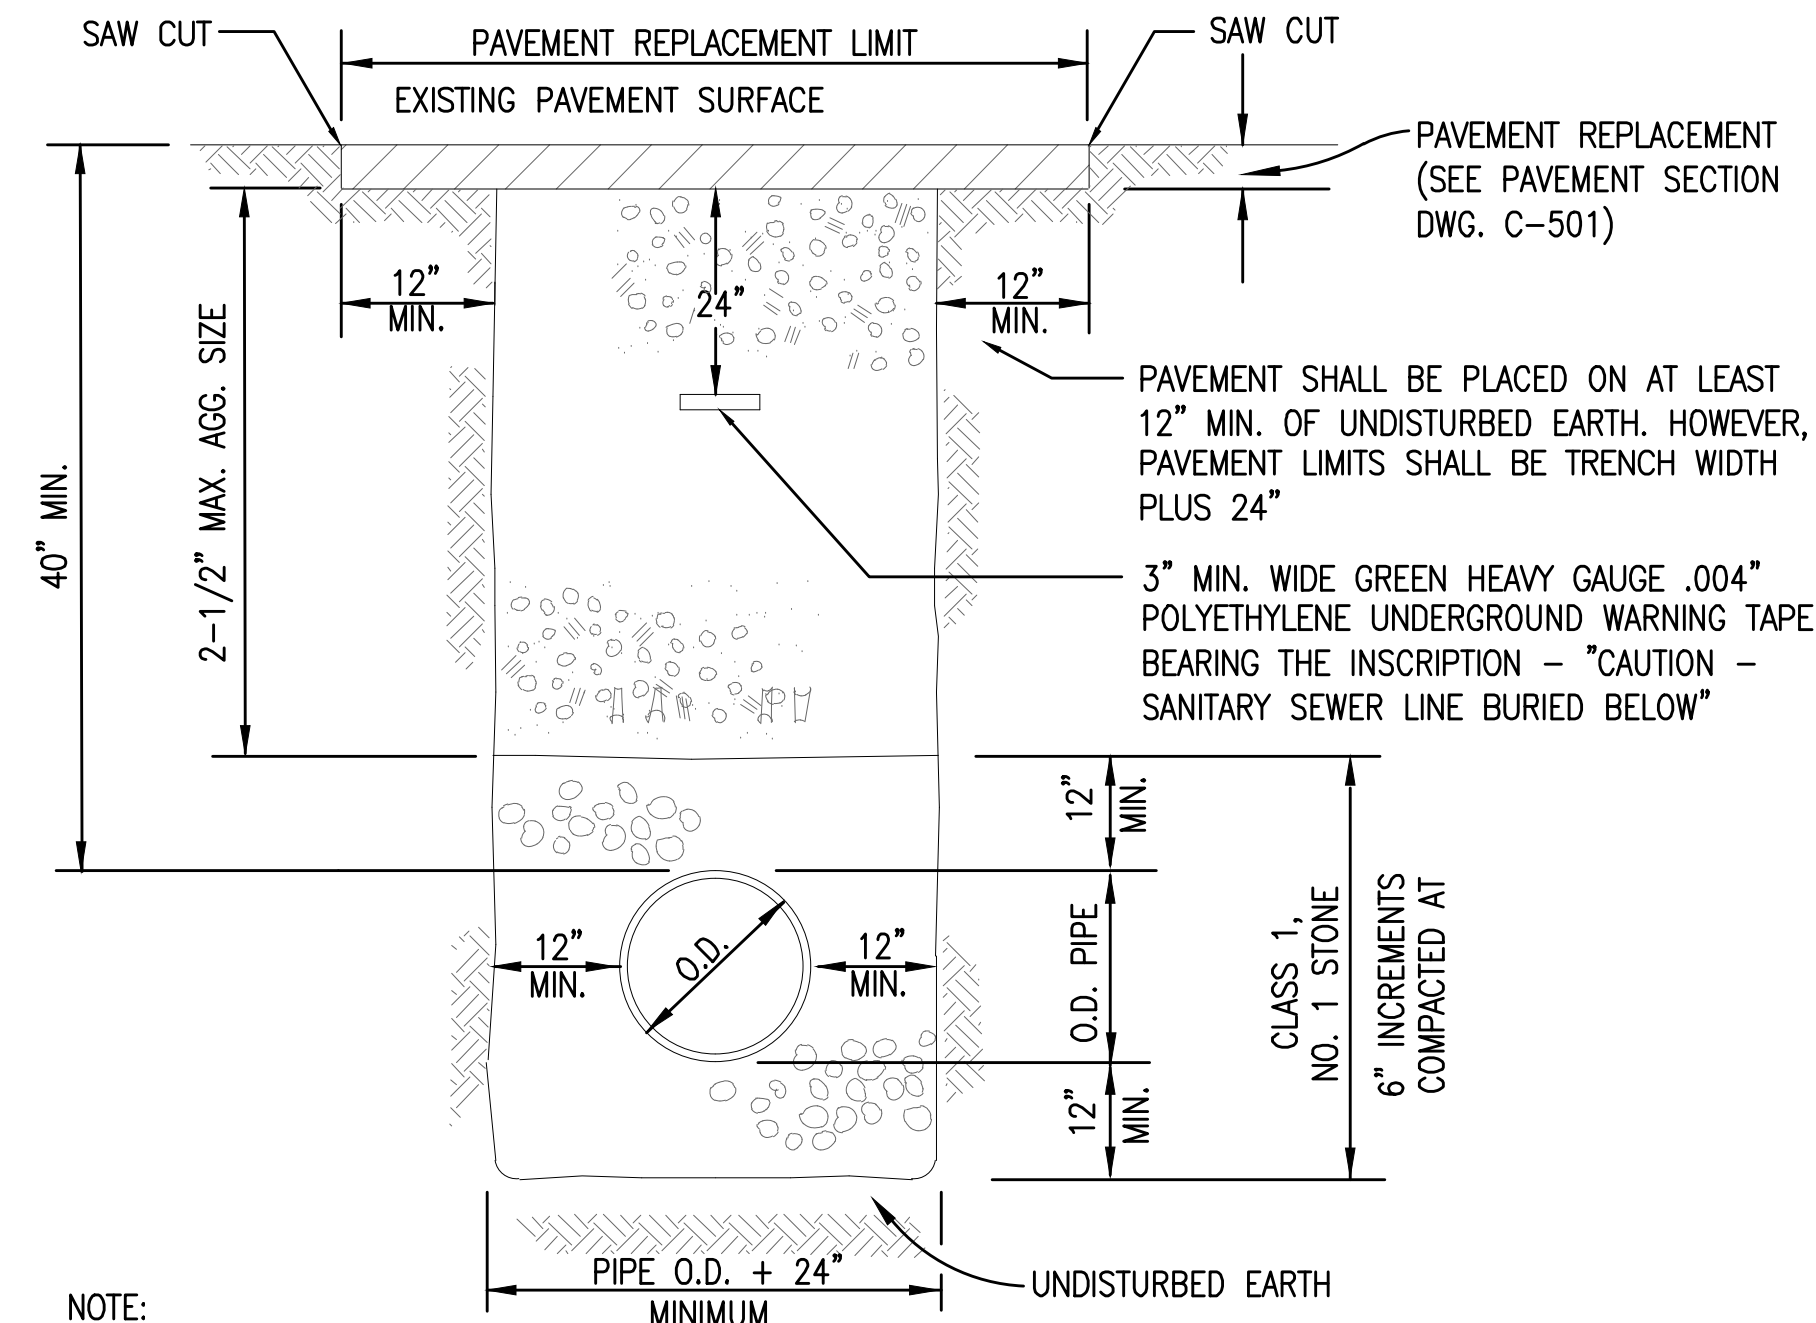 SAW CUT
PAVEMENT REPLACEMENT LIMIT
SAW CUT
EXISTING PAVEMENT SURFACE
PAVEMENT REPLACEMENT
(SEE PAVEMENT SECTION
DWG. C-501)
12"
MIN.
24"
12"
MIN.
40" MIN.
2-1/2" MAX. AGG. SIZE
PAVEMENT SHALL BE PLACED ON AT LEAST
12" MIN. OF UNDISTURBED EARTH. HOWEVER,
PAVEMENT LIMITS SHALL BE TRENCH WIDTH
PLUS 24"
3" MIN. WIDE GREEN HEAVY GAUGE .004"
POLYETHYLENE UNDERGROUND WARNING TAPE
BEARING THE INSCRIPTION - "CAUTION -
SANITARY SEWER LINE BURIED BELOW"
12"
MIN.
12"
MIN.
O.D.
12"
MIN.
O.D. PIPE
CLASS 1,
NO. 1 STONE
6" INCREMENTS
COMPACTED AT
12"
MIN.
PIPE O.D. + 24"
MINIMUM
UNDISTURBED EARTH
NOTE: